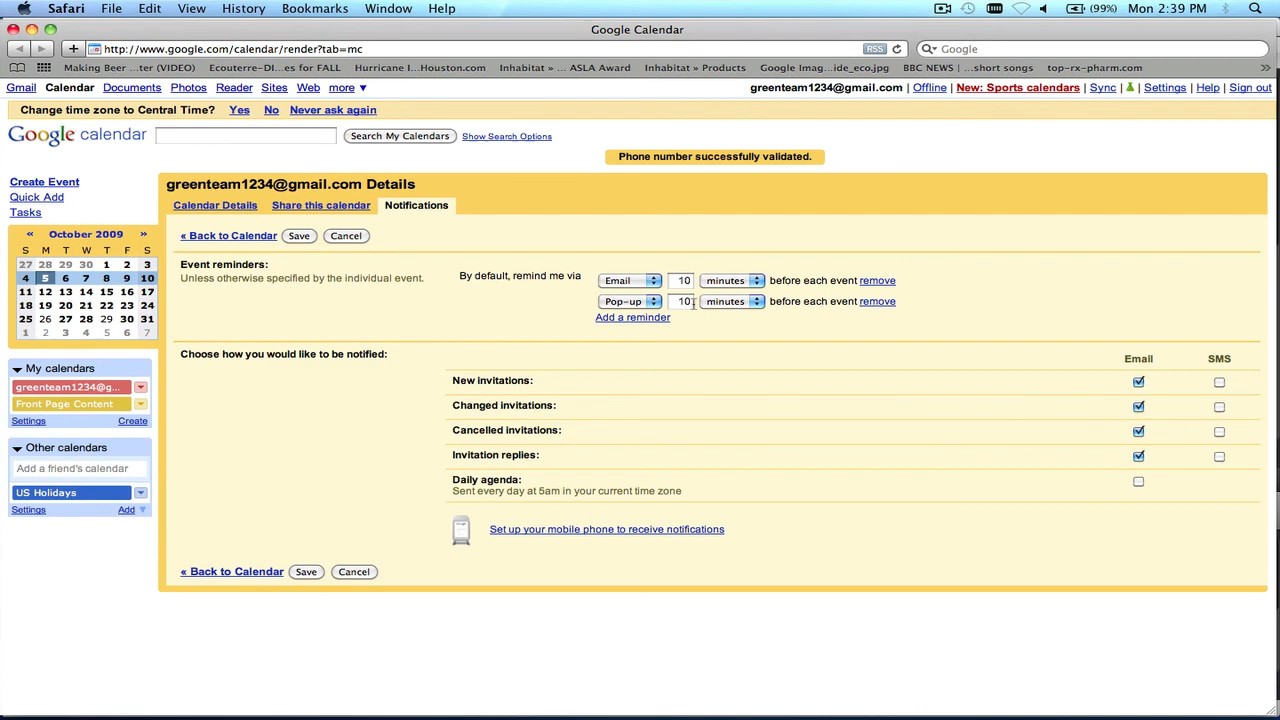 Safari File Edit View History Bookmarks Window Help (99%) Mon 2:39 PM
Google Calendar
http://www.google.com/calendar/render?tab=mc RSS Google
Making Beer ...ter (VIDEO) Ecouterre-DI...es for FALL Hurricane I...Houston.com Inhabitat » ... ASLA Award Inhabitat » Products Google Imag...ide_eco.jpg BBC NEWS | ...short songs top-rx-pharm.com
Gmail Calendar Documents Photos Reader Sites Web more ▼ greenteam1234@gmail.com | Offline | New: Sports calendars | Sync | | Settings | Help | Sign out
Change time zone to Central Time? Yes No Never ask again
Google calendar Search My Calendars Show Search Options
Phone number successfully validated.
Create Event
Quick Add
Tasks
« October 2009 »
S M T W T F S
27 28 29 30 1 2 3
4 5 6 7 8 9 10
11 12 13 14 15 16 17
18 19 20 21 22 23 24
25 26 27 28 29 30 31
1 2 3 4 5 6 7
My calendars
greenteam1234@g...
Front Page Content
Settings Create
Other calendars
Add a friend's calendar
US Holidays
Settings Add
greenteam1234@gmail.com Details
Calendar Details Share this calendar Notifications
« Back to Calendar Save Cancel
Event reminders:
Unless otherwise specified by the individual event.
By default, remind me via Email 10 minutes before each event remove
Pop-up 10 minutes before each event remove
Add a reminder
Choose how you would like to be notified: Email SMS
New invitations:
Changed invitations:
Cancelled invitations:
Invitation replies:
Daily agenda:
Sent every day at 5am in your current time zone
Set up your mobile phone to receive notifications
« Back to Calendar Save Cancel